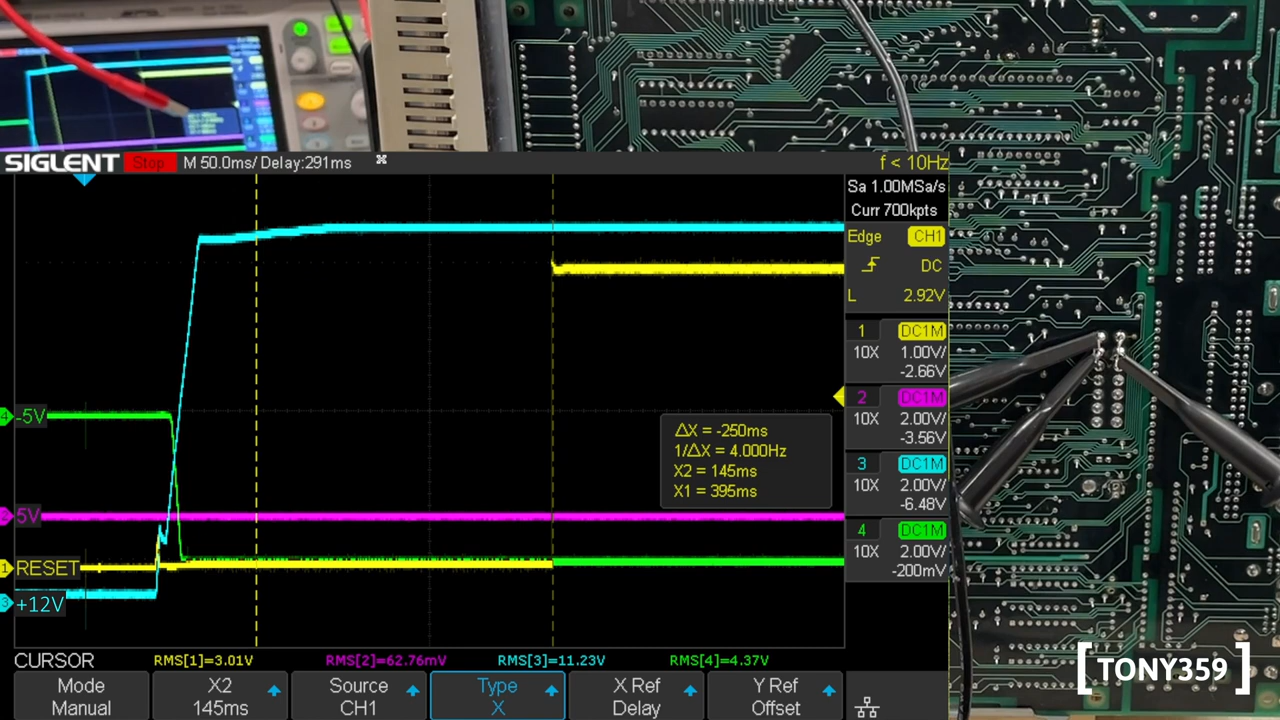 SIGLENT Stop M 50.0ms/ Delay:291ms f < 10Hz
Sa 1.00MSa/s
Curr 700kpts
Edge CH1
DC
L 2.92V
1 DC1M
10X 1.00V/
-2.66V
2 DC1M
10X 2.00V/
-3.56V
3 DC1M
10X 2.00V/
-6.48V
4 DC1M
10X 2.00V/
-200mV
4 -5V
2 5V
1 RESET
3 +12V
ΔX = -250ms
1/ΔX = 4.000Hz
X2 = 145ms
X1 = 395ms
CURSOR RMS[1]=3.01V RMS[2]=62.76mV RMS[3]=11.23V RMS[4]=4.37V
Mode
Manual
X2
145ms
Source
CH1
Type
X
X Ref
Delay
Y Ref
Offset
[TONY359]